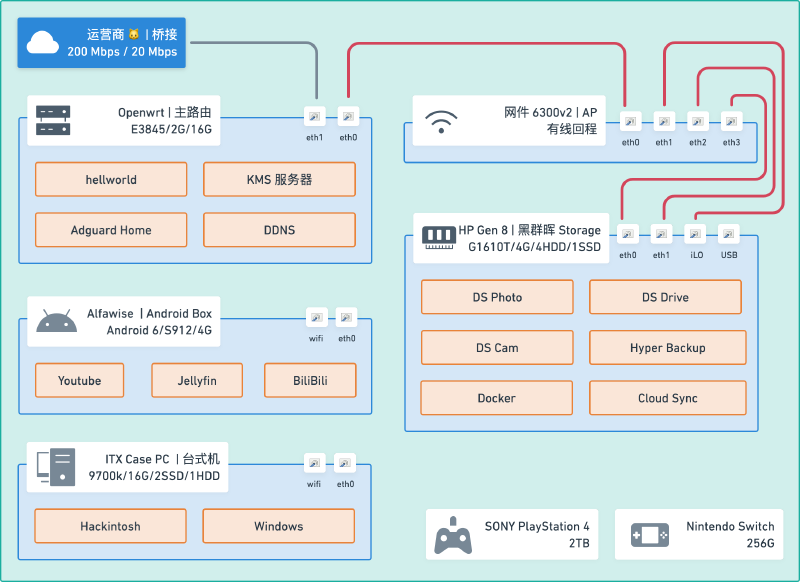 运营商 🐱 | 桥接
200 Mbps / 20 Mbps
Openwrt | 主路由
E3845/2G/16G
eth1
eth0
hellworld
KMS 服务器
Adguard Home
DDNS
网件 6300v2 | AP
有线回程
eth0
eth1
eth2
eth3
HP Gen 8 | 黑群晖 Storage
G1610T/4G/4HDD/1SSD
eth0
eth1
iLO
USB
DS Photo
DS Drive
DS Cam
Hyper Backup
Docker
Cloud Sync
Alfawise | Android Box
Android 6/S912/4G
wifi
eth0
Youtube
Jellyfin
BiliBili
ITX Case PC | 台式机
9700k/16G/2SSD/1HDD
wifi
eth0
Hackintosh
Windows
SONY PlayStation 4
2TB
Nintendo Switch
256G